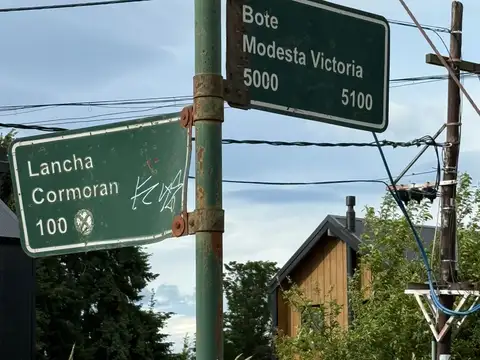 Bote
Modesta Victoria
5000 5100
Lancha
Cormoran
100